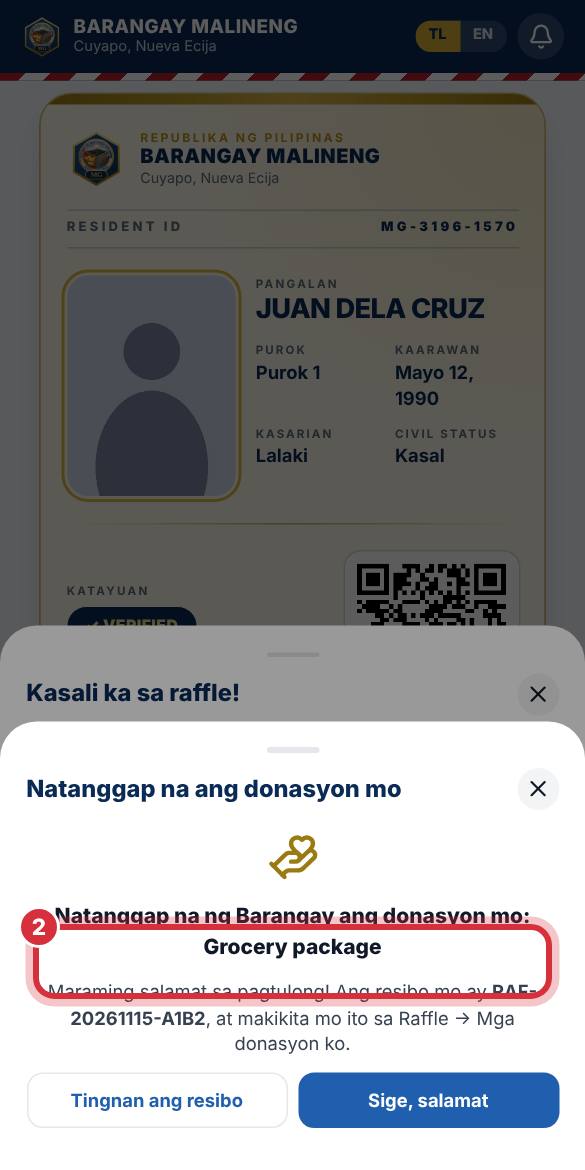 BARANGAY MALINENG
Cuyapo, Nueva Ecija
TL EN
REPUBLIKA NG PILIPINAS
BARANGAY MALINENG
Cuyapo, Nueva Ecija
RESIDENT ID MG-3196-1570
PANGALAN
JUAN DELA CRUZ
PUROK KAARAWAN
Purok 1 Mayo 12,
1990
KASARIAN CIVIL STATUS
Lalaki Kasal
KATAYUAN
VERIFIED
Kasali ka sa raffle!
Natanggap na ang donasyon mo
Natanggap na ng Barangay ang donasyon mo:
2
Grocery package
Maraming salamat sa pagtulong! Ang resibo mo ay RAF-
20261115-A1B2, at makikita mo ito sa Raffle → Mga
donasyon ko.
Tingnan ang resibo Sige, salamat